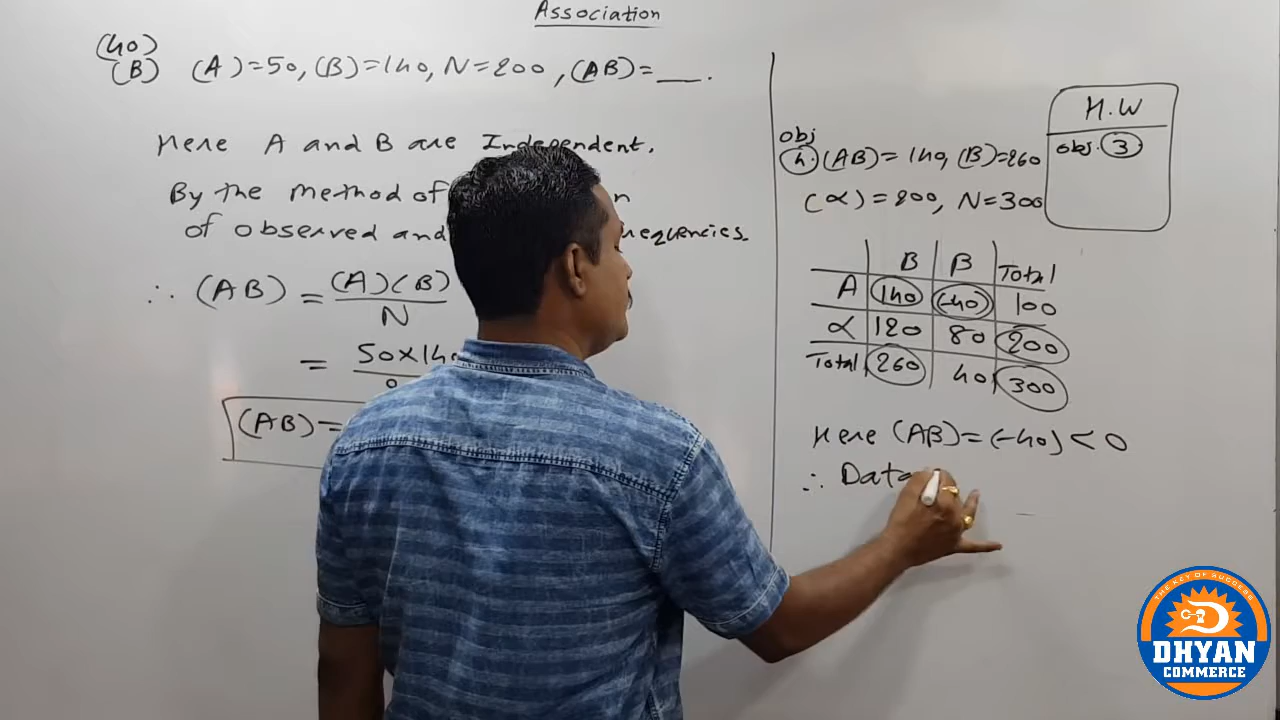 Association
(40)
(B) (A)=50, (B)=140, N=200, (AB)=___.
Here A and B are Independent.
By the method of
of observed and frequencies.
∴ (AB) = (A)(B)
N
= 50×140
(AB)=
H.W
obj. 3
obj
4. (AB)=140, (B)=260
(α)=200, N=300
B β Total
A 140 (-40) 100
α 120 80 200
Total 260 40 300
Here (Aβ)=(-40)<0
∴ Data
THE KEY OF SUCCESS
DHYAN
COMMERCE